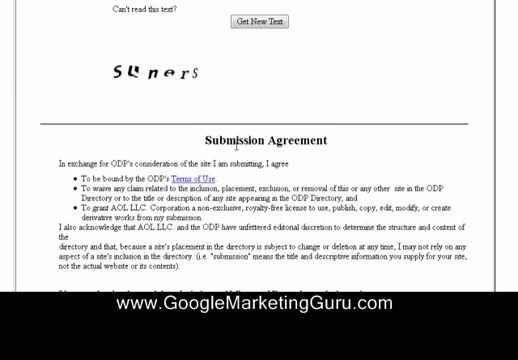 Can't read this text?
Get New Text
Submission Agreement
In exchange for ODP's consideration of the site I am submitting, I agree
• To be bound by the ODP's Terms of Use.
• To waive any claim related to the inclusion, placement, exclusion, or removal of this or any other site in the ODP
Directory or to the title or description of any site appearing in the ODP Directory; and
• To grant AOL LLC. Corporation a non-exclusive, royalty-free license to use, publish, copy, edit, modify, or create
derivative works from my submission.
I also acknowledge that AOL LLC. and the ODP have unfettered editorial discretion to determine the structure and content of
the
directory and that, because a site's placement in the directory is subject to change or deletion at any time, I may not rely on any
aspect of a site's inclusion in the directory. (i.e. "submission" means the title and descriptive information you supply for your site,
not the actual website or its contents).
www.GoogleMarketingGuru.com